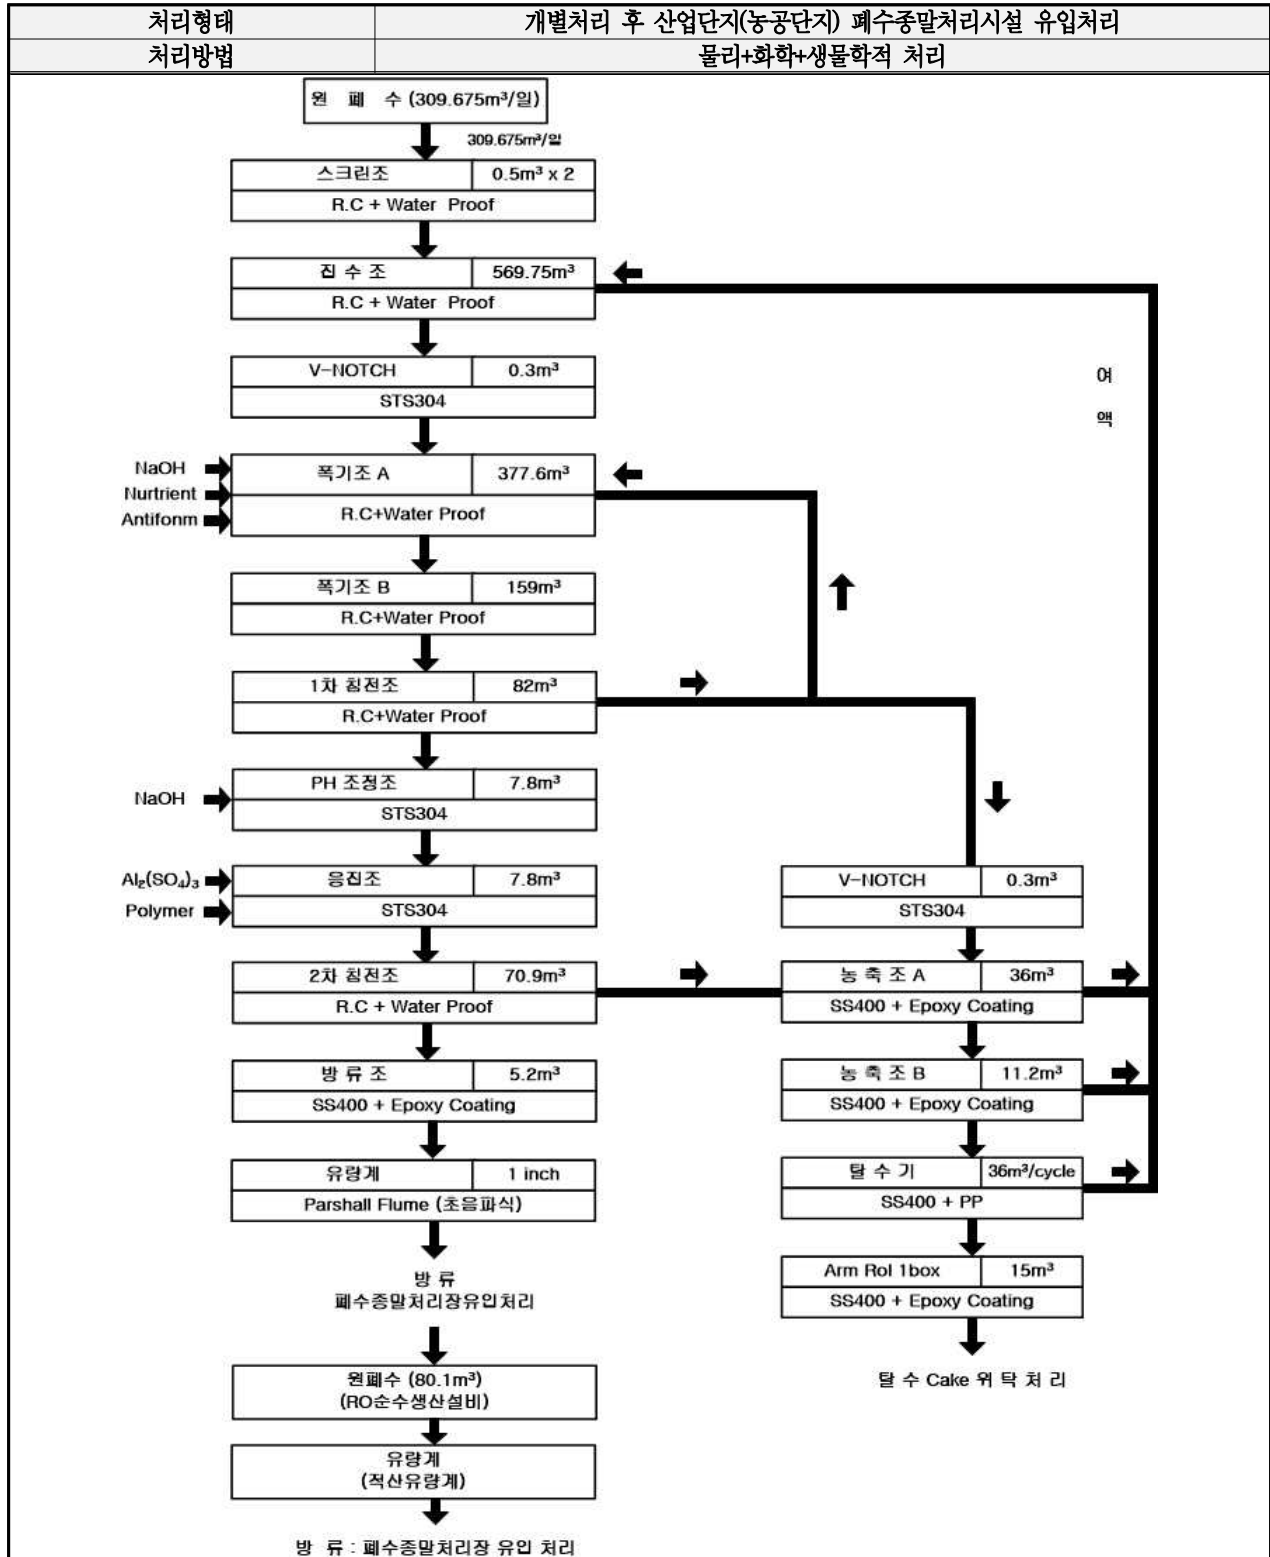 처리형태 개별처리 후 산업단지(농공단지) 폐수종말처리시설 유입처리
처리방법 물리+화학+생물학적 처리
원 폐 수 (309.675m³/일)
309.675m³/일
스크린조 0.5m³ x 2
R.C + Water Proof
집 수 조 569.75m³
R.C + Water Proof
V-NOTCH 0.3m³
STS304
여
액
NaOH
Nurtrient
Antifonm
폭기조 A 377.6m³
R.C+Water Proof
폭기조 B 159m³
R.C+Water Proof
1차 침전조 82m³
R.C+Water Proof
NaOH
PH 조정조 7.8m³
STS304
Al₂(SO₄)₃
Polymer
응집조 7.8m³
STS304
V-NOTCH 0.3m³
STS304
2차 침전조 70.9m³
R.C + Water Proof
농 축 조 A 36m³
SS400 + Epoxy Coating
방 류 조 5.2m³
SS400 + Epoxy Coating
농 축 조 B 11.2m³
SS400 + Epoxy Coating
유량계 1 inch
Parshall Flume (초음파식)
탈 수 기 36m³/cycle
SS400 + PP
Arm Rol 1box 15m³
SS400 + Epoxy Coating
방 류
폐수종말처리장유입처리
탈 수 Cake 위 탁 처 리
원폐수 (80.1m³)
(RO순수생산설비)
유량계
(적산유량계)
방 류 : 폐수종말처리장 유입 처리